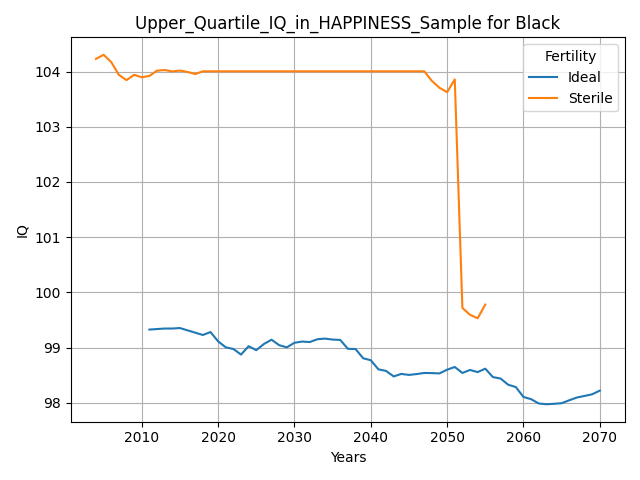 Upper_Quartile_IQ_in_HAPPINESS_Sample for Black
Fertility
Ideal
Sterile
IQ
104
103
102
101
100
99
98
2010 2020 2030 2040 2050 2060 2070
Years